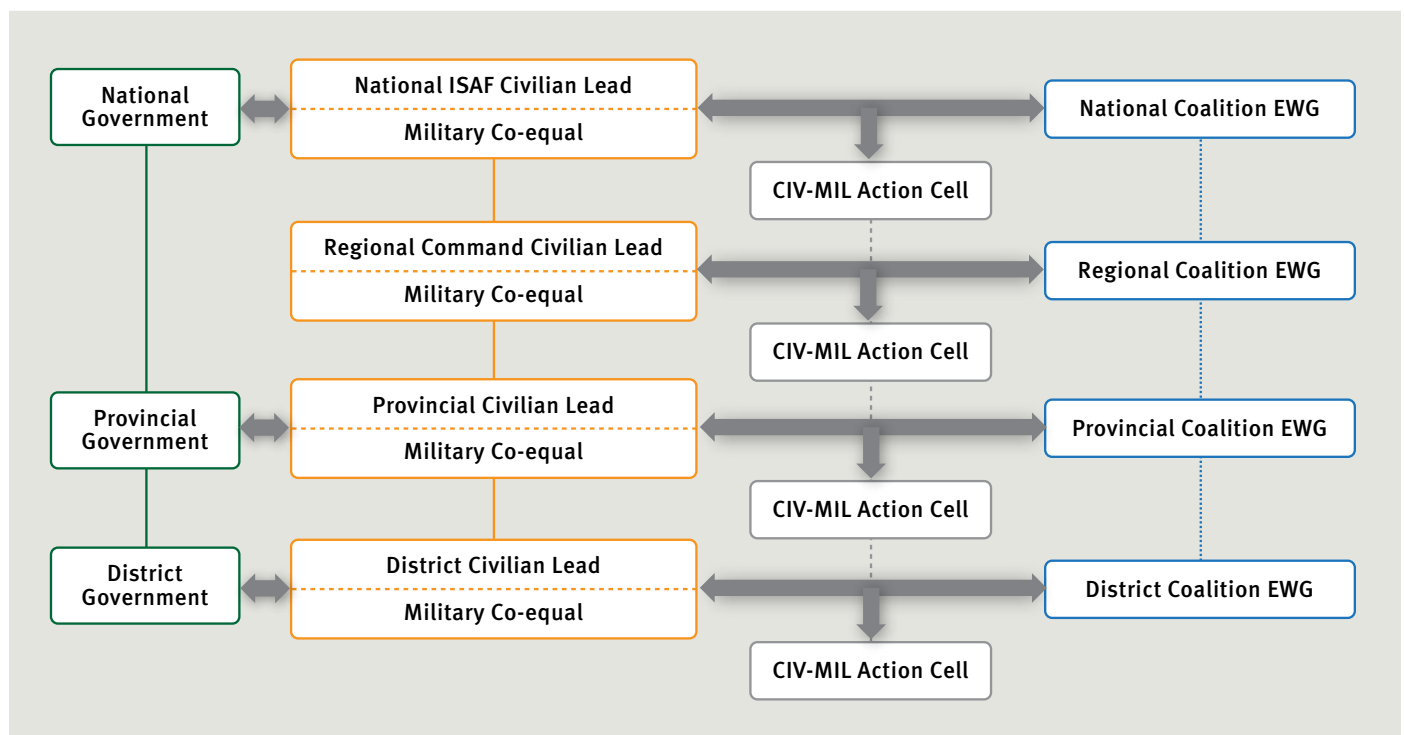 National
Government
National ISAF Civilian Lead
Military Co-equal
National Coalition EWG
CIV-MIL Action Cell
Regional Command Civilian Lead
Military Co-equal
Regional Coalition EWG
CIV-MIL Action Cell
Provincial
Government
Provincial Civilian Lead
Military Co-equal
Provincial Coalition EWG
CIV-MIL Action Cell
District
Government
District Civilian Lead
Military Co-equal
District Coalition EWG
CIV-MIL Action Cell